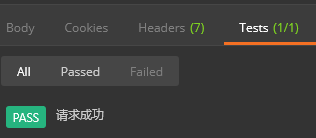 Body Cookies Headers (7) Tests (1/1)
All Passed Failed
PASS 请求成功